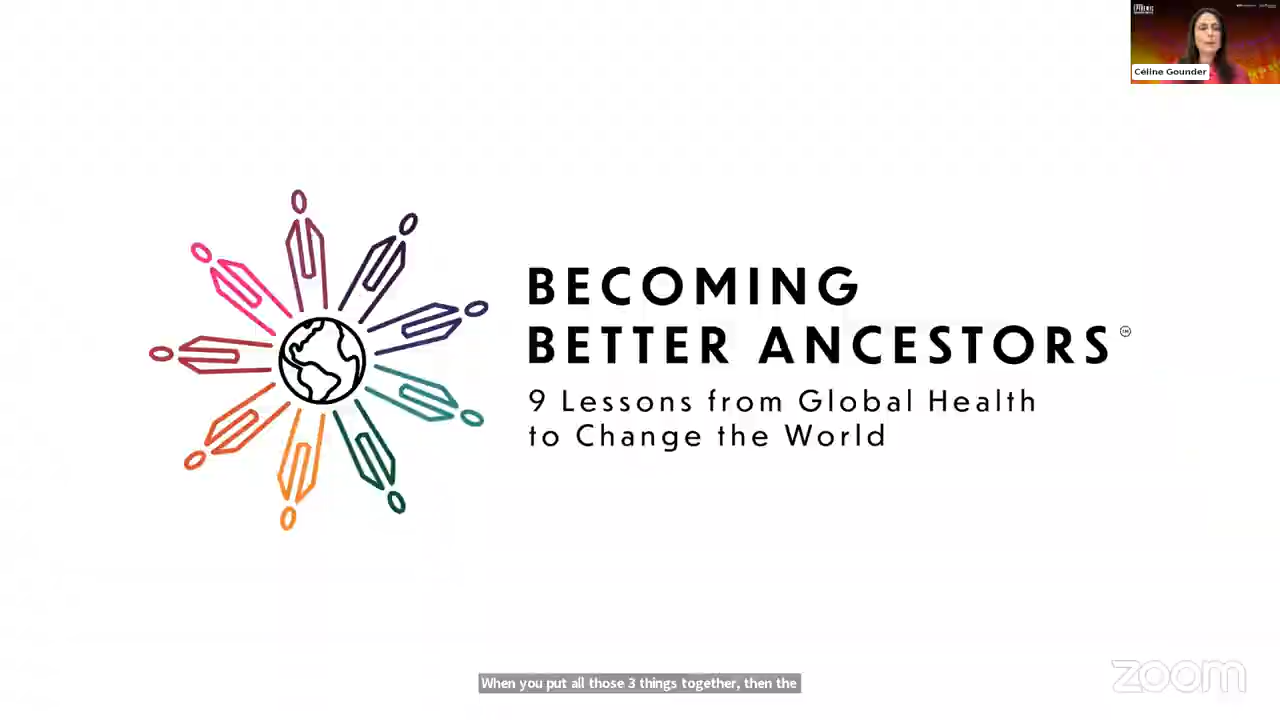 Céline Gounder
BECOMING
BETTER ANCESTORS℠
9 Lessons from Global Health
to Change the World
When you put all those 3 things together, then the
zoom